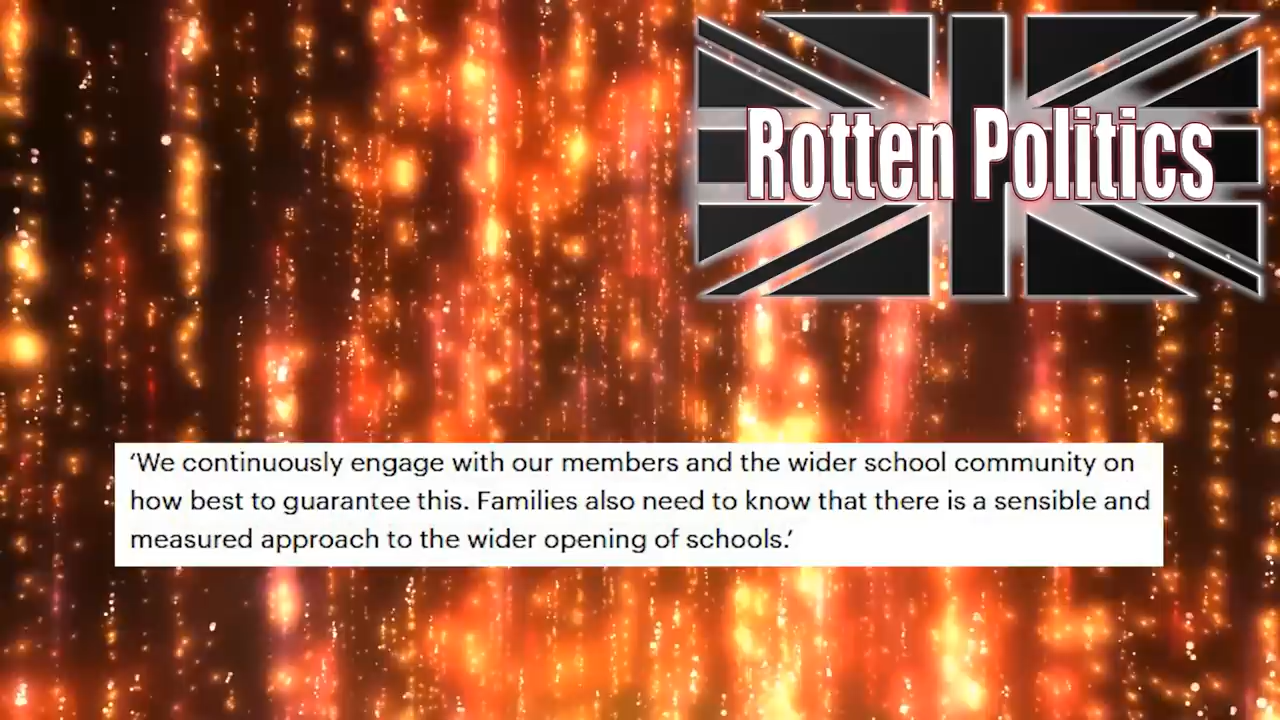 Rotten Politics
‘We continuously engage with our members and the wider school community on
how best to guarantee this. Families also need to know that there is a sensible and
measured approach to the wider opening of schools.’